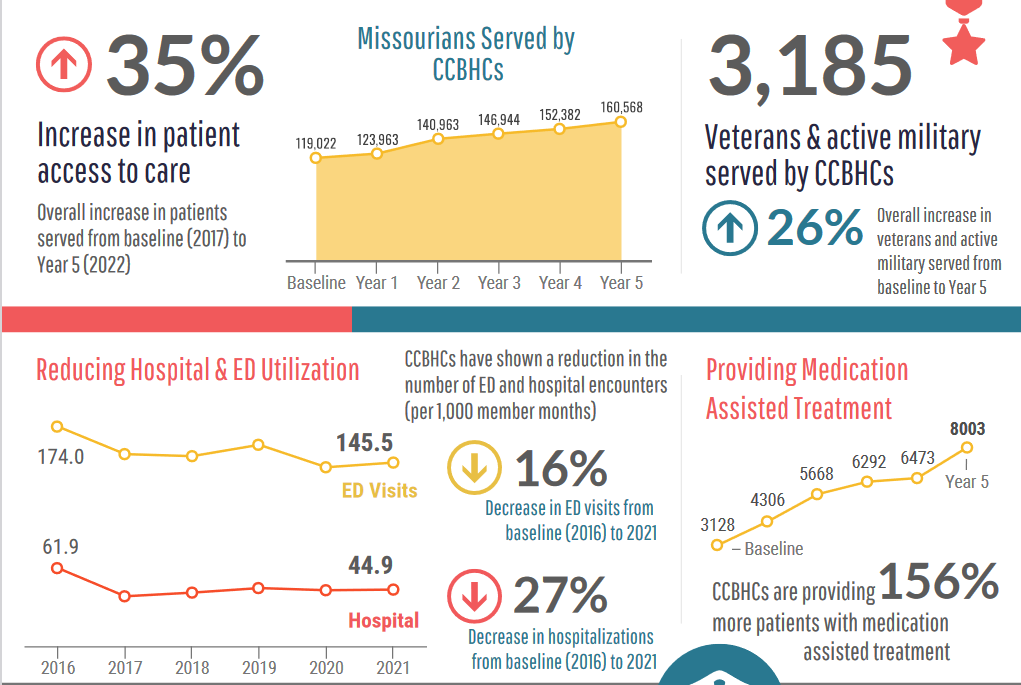 35%
Increase in patient
access to care
Overall increase in patients
served from baseline (2017) to
Year 5 (2022)
Missourians Served by
CCBHCs
119,022
123,963
140,963
146,944
152,382
160,568
Baseline
Year 1
Year 2
Year 3
Year 4
Year 5
3,185
Veterans & active military
served by CCBHCs
26%
Overall increase in
veterans and active
military served from
baseline to Year 5
Reducing Hospital & ED Utilization
174.0
145.5
ED Visits
61.9
44.9
Hospital
2016
2017
2018
2019
2020
2021
CCBHCs have shown a reduction in the
number of ED and hospital encounters
(per 1,000 member months)
16%
Decrease in ED visits from
baseline (2016) to 2021
27%
Decrease in hospitalizations
from baseline (2016) to 2021
Providing Medication
Assisted Treatment
3128
– Baseline
4306
5668
6292
6473
8003
Year 5
CCBHCs are providing 156%
more patients with medication
assisted treatment